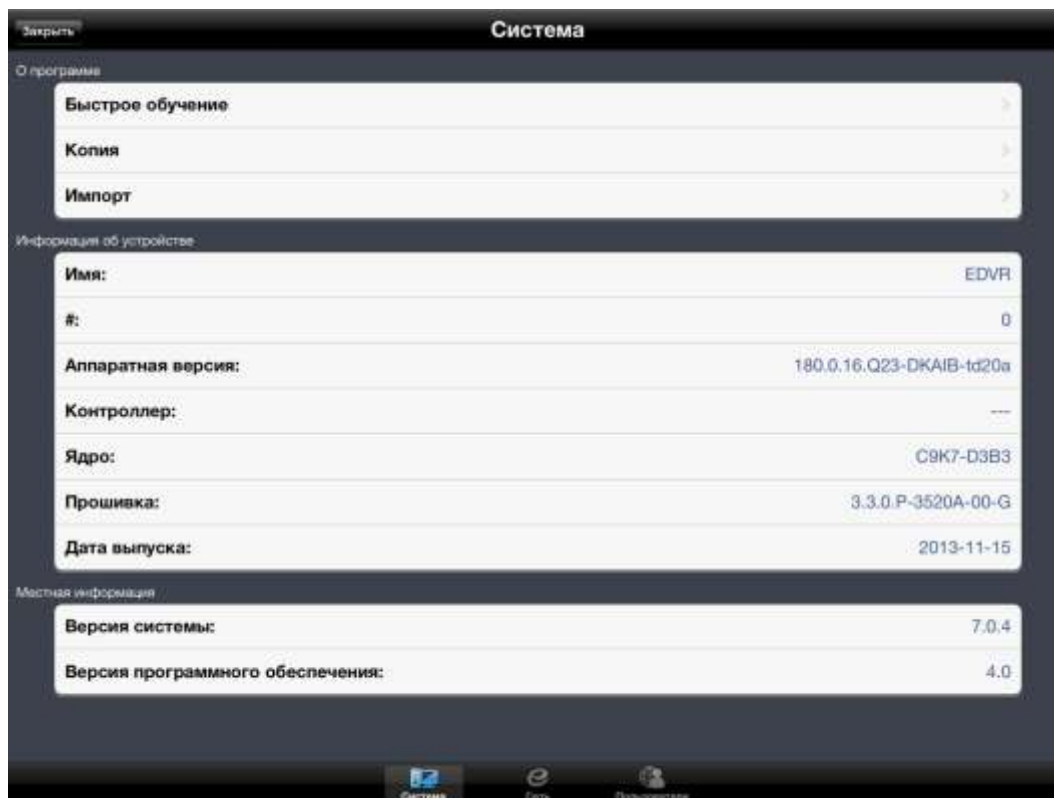 Закрыть
Система
О программе
Быстрое обучение
Копия
Импорт
Информация об устройстве
Имя: EDVR
#: 0
Аппаратная версия: 180.0.16.Q23-DKAIB-td20a
Контроллер: ---
Ядро: C9K7-D3B3
Прошивка: 3.3.0.P-3520A-00-G
Дата выпуска: 2013-11-15
Местная информация
Версия системы: 7.0.4
Версия программного обеспечения: 4.0
Система Сеть Пользователи